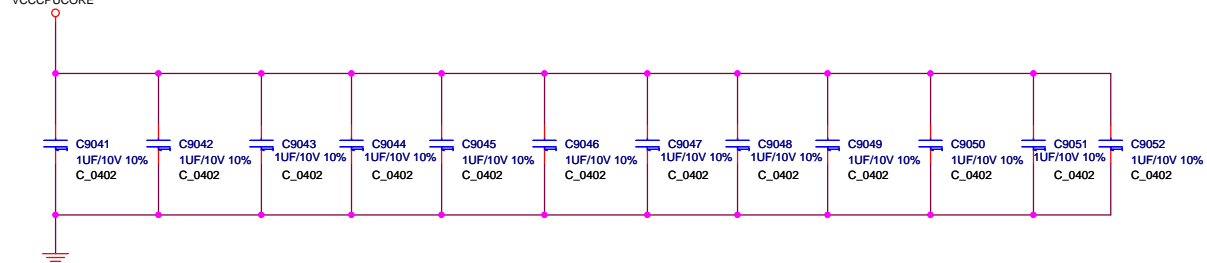 VCCCPUCORE
C9041
1UF/10V 10%
C_0402
C9042
1UF/10V 10%
C_0402
C9043
1UF/10V 10%
C_0402
C9044
1UF/10V 10%
C_0402
C9045
1UF/10V 10%
C_0402
C9046
1UF/10V 10%
C_0402
C9047
1UF/10V 10%
C_0402
C9048
1UF/10V 10%
C_0402
C9049
1UF/10V 10%
C_0402
C9050
1UF/10V 10%
C_0402
C9051
1UF/10V 10%
C_0402
C9052
1UF/10V 10%
C_0402